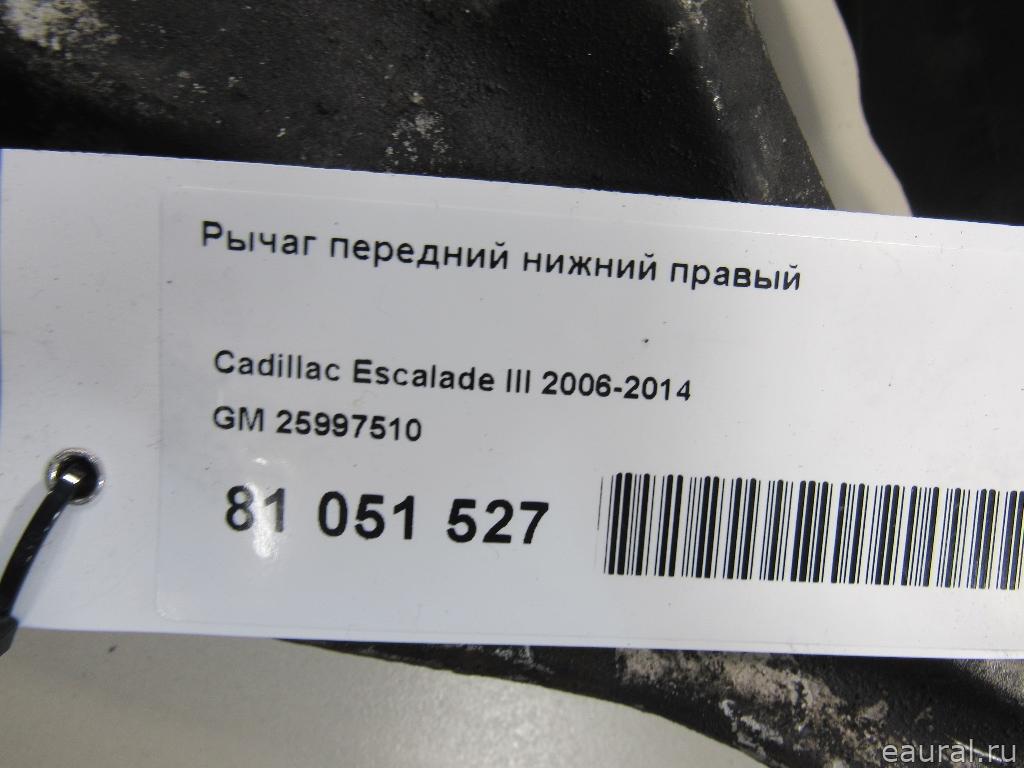 Рычаг передний нижний правый
Cadillac Escalade III 2006-2014
GM 25997510
81 051 527
eaural.ru